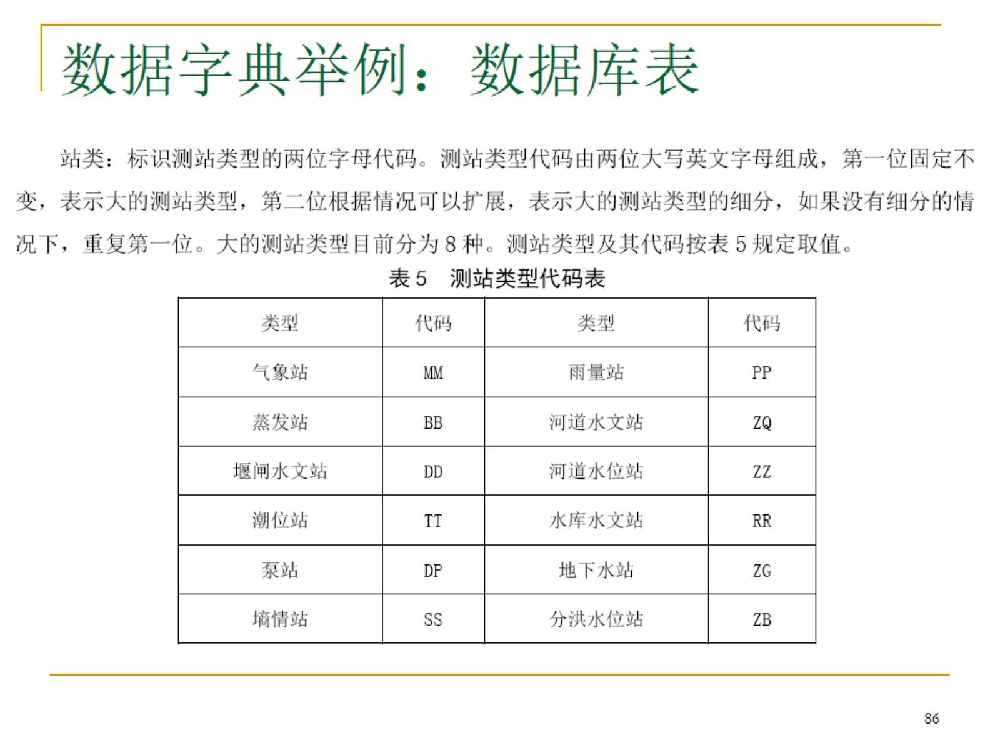 数据字典举例：数据库表
站类：标识测站类型的两位字母代码。测站类型代码由两位大写英文字母组成，第一位固定不
变，表示大的测站类型，第二位根据情况可以扩展，表示大的测站类型的细分，如果没有细分的情
况下，重复第一位。大的测站类型目前分为8种。测站类型及其代码按表5规定取值。
表5 测站类型代码表
类型 代码 类型 代码
气象站 MM 雨量站 PP
蒸发站 BB 河道水文站 ZQ
堰闸水文站 DD 河道水位站 ZZ
潮位站 TT 水库水文站 RR
泵站 DP 地下水站 ZG
墒情站 SS 分洪水位站 ZB
86